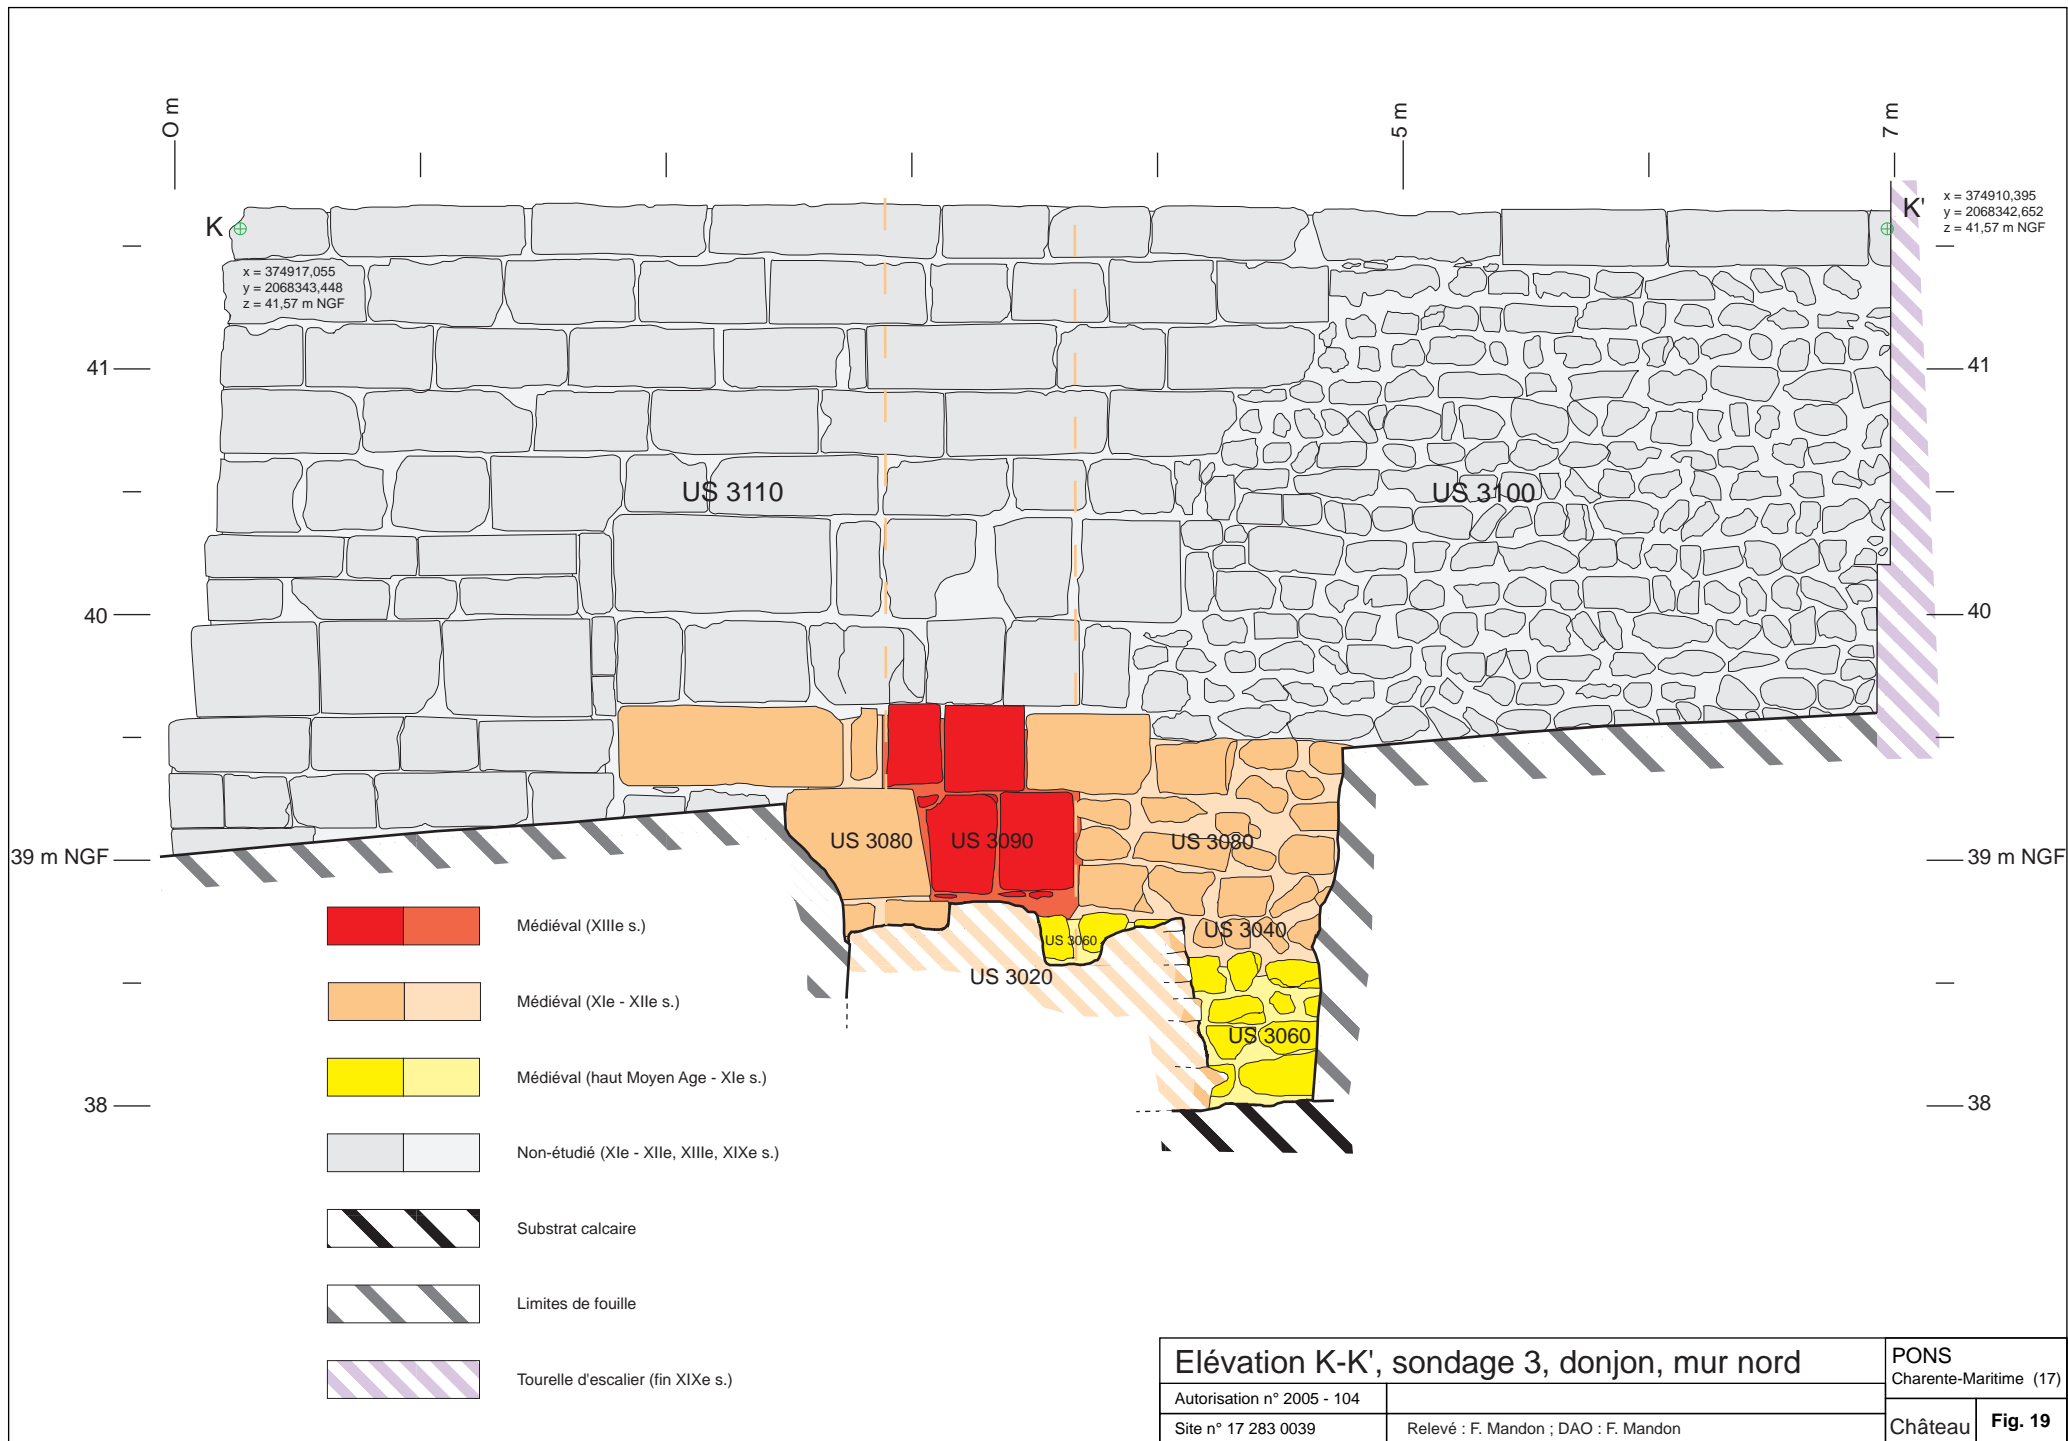 O m
5 m
7 m
K
K'
x = 374910,395
y = 2068342,652
z = 41,57 m NGF
x = 374917,055
y = 2068343,448
z = 41,57 m NGF
41
41
US 3110
US 3100
40
40
US 3080
US 3090
US 3080
39 m NGF
39 m NGF
US 3040
US 3060
US 3020
US 3060
38
38
Médiéval (XIIIe s.)
Médiéval (XIe - XIIe s.)
Médiéval (haut Moyen Age - XIe s.)
Non-étudié (XIe - XIIe, XIIIe, XIXe s.)
Substrat calcaire
Limites de fouille
Tourelle d'escalier (fin XIXe s.)
Elévation K-K', sondage 3, donjon, mur nord
PONS
Charente-Maritime (17)
Autorisation n° 2005 - 104
Site n° 17 283 0039
Relevé : F. Mandon ; DAO : F. Mandon
Château
Fig. 19